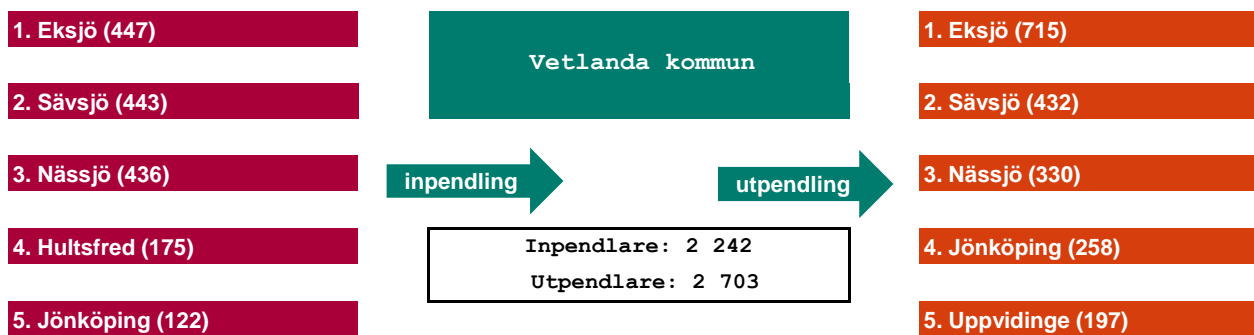 1. Eksjö (447)
2. Sävsjö (443)
3. Nässjö (436)
4. Hultsfred (175)
5. Jönköping (122)
Vetlanda kommun
inpendling
utpendling
Inpendlare: 2 242
Utpendlare: 2 703
1. Eksjö (715)
2. Sävsjö (432)
3. Nässjö (330)
4. Jönköping (258)
5. Uppvidinge (197)